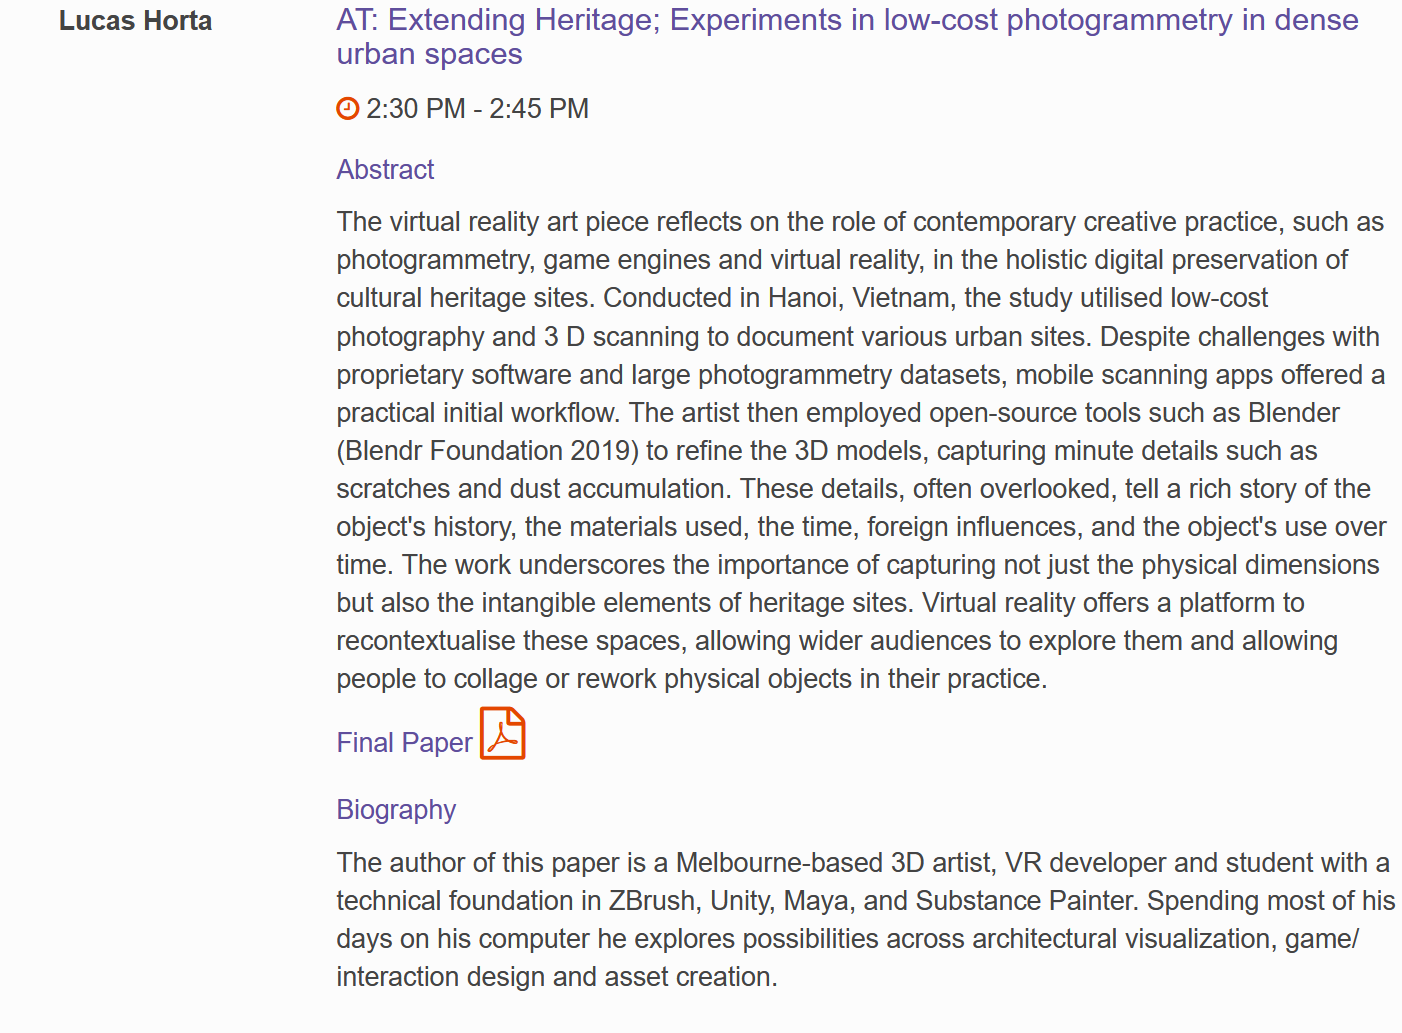 Lucas Horta
AT: Extending Heritage; Experiments in low-cost photogrammetry in dense
urban spaces
2:30 PM - 2:45 PM
Abstract
The virtual reality art piece reflects on the role of contemporary creative practice, such as
photogrammetry, game engines and virtual reality, in the holistic digital preservation of
cultural heritage sites. Conducted in Hanoi, Vietnam, the study utilised low-cost
photography and 3 D scanning to document various urban sites. Despite challenges with
proprietary software and large photogrammetry datasets, mobile scanning apps offered a
practical initial workflow. The artist then employed open-source tools such as Blender
(Blendr Foundation 2019) to refine the 3D models, capturing minute details such as
scratches and dust accumulation. These details, often overlooked, tell a rich story of the
object's history, the materials used, the time, foreign influences, and the object's use over
time. The work underscores the importance of capturing not just the physical dimensions
but also the intangible elements of heritage sites. Virtual reality offers a platform to
recontextualise these spaces, allowing wider audiences to explore them and allowing
people to collage or rework physical objects in their practice.
Final Paper
Biography
The author of this paper is a Melbourne-based 3D artist, VR developer and student with a
technical foundation in ZBrush, Unity, Maya, and Substance Painter. Spending most of his
days on his computer he explores possibilities across architectural visualization, game/
interaction design and asset creation.